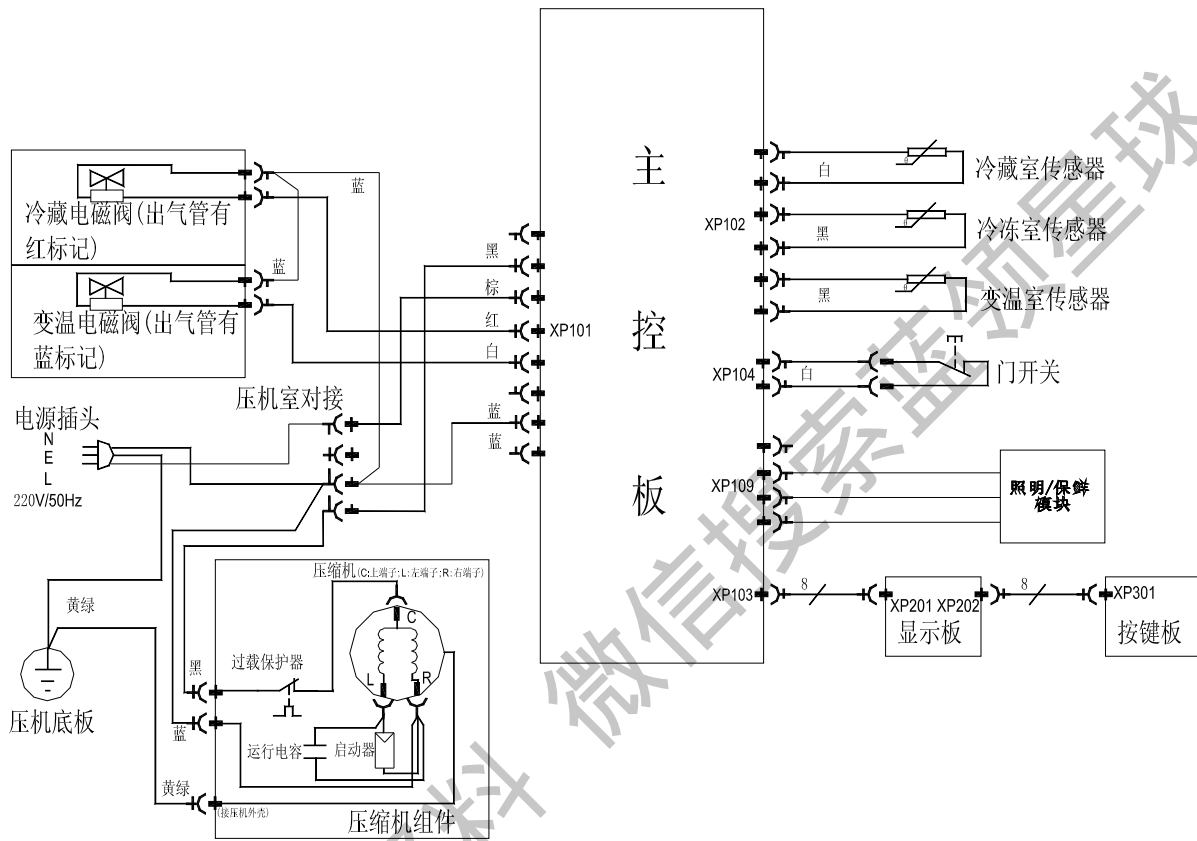 主
控
板
冷藏电磁阀(出气管有
红标记)
变温电磁阀(出气管有
蓝标记)
蓝
蓝
黑
棕
红
白
蓝
蓝
XP101
XP102
XP104
XP109
XP103
白
冷藏室传感器
黑
冷冻室传感器
黑
变温室传感器
白
门开关
照明/保鲜
模块
8
XP201 XP202
显示板
8
XP301
按键板
压机室对接
电源插头
N
E
L
220V/50Hz
黄绿
压机底板
黑
蓝
黄绿
压缩机(C:上端子;L:左端子;R:右端子)
C
L
R
过载保护器
运行电容
启动器
(接压机外壳)
压缩机组件
料 微信搜索蓝领星球